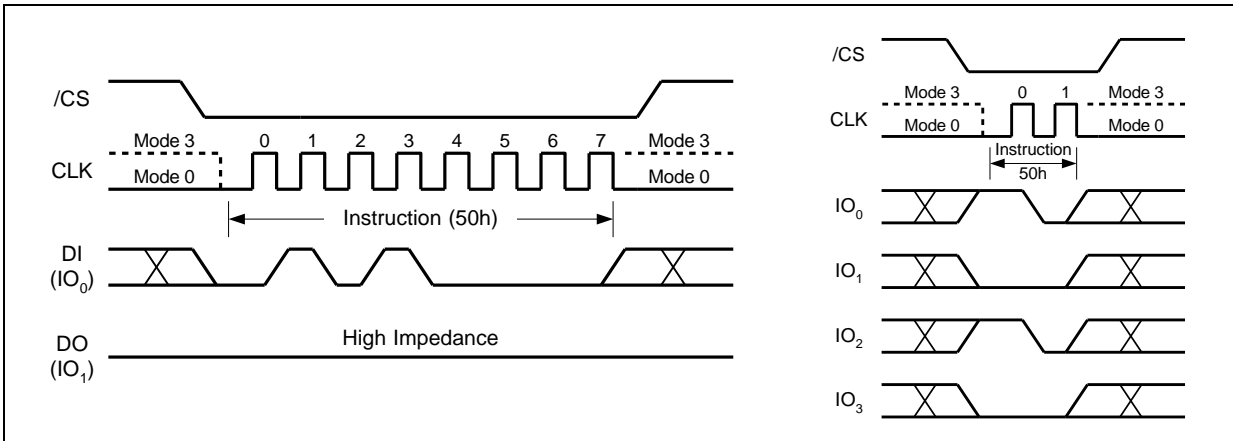 /CS
Mode 3 0 1 2 3 4 5 6 7 Mode 3
CLK
Mode 0 Mode 0
Instruction (50h)
DI
(IO0)
High Impedance
DO
(IO1)
/CS
Mode 3 0 1 Mode 3
CLK
Mode 0 Mode 0
Instruction
50h
IO0
IO1
IO2
IO3